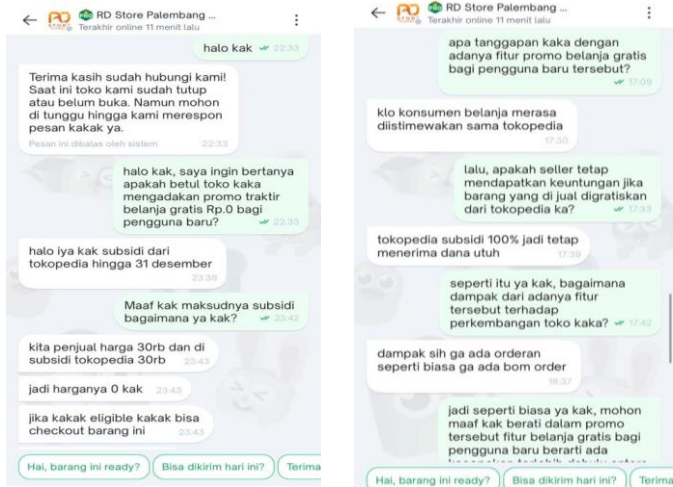 RD Store Palembang ...
Terakhir online 11 menit lalu
halo kak 22:33
Terima kasih sudah hubungi kami!
Saat ini toko kami sudah tutup
atau belum buka. Namun mohon
di tunggu hingga kami merespon
pesan kakak ya.
Pesan ini dibalas oleh sistem 22:33
halo kak, saya ingin bertanya
apakah betul toko kaka
mengadakan promo traktir
belanja gratis Rp.0 bagi
pengguna baru? 22:33
halo iya kak subsidi dari
tokopedia hingga 31 desember
23:39
Maaf kak maksudnya subsidi
bagaimana ya kak? 23:42
kita penjual harga 30rb dan di
subsidi tokopedia 30rb 23:43
jadi harganya 0 kak 23:43
jika kakak eligible kakak bisa
checkout barang ini 23:43
Hai, barang ini ready? Bisa dikirim hari ini? Terima
RD Store Palembang ...
Terakhir online 11 menit lalu
apa tanggapan kaka dengan
adanya fitur promo belanja gratis
bagi pengguna baru tersebut?
17:09
klo konsumen belanja merasa
diistimewakan sama tokopedia
17:30
lalu, apakah seller tetap
mendapatkan keuntungan jika
barang yang di jual digratiskan
dari tokopedia ka? 17:33
tokopedia subsidi 100% jadi tetap
menerima dana utuh 17:39
seperti itu ya kak, bagaimana
dampak dari adanya fitur
tersebut terhadap
perkembangan toko kaka? 17:42
dampak sih ga ada orderan
seperti biasa ga ada bom order
18:37
jadi seperti biasa ya kak, mohon
maaf kak berati dalam promo
tersebut fitur belanja gratis bagi
pengguna baru berarti ada
Hai, barang ini ready? Bisa dikirim hari ini? Terima